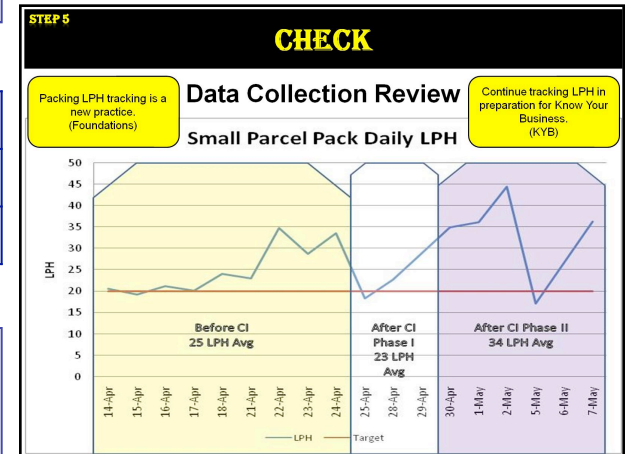 STEP 5
CHECK
Packing LPH tracking is a
new practice.
(Foundations)
Data Collection Review
Continue tracking LPH in
preparation for Know Your
Business.
(KYB)
Small Parcel Pack Daily LPH
LPH
50
45
40
35
30
25
20
15
10
5
0
Before CI
25 LPH Avg
After CI
Phase I
23 LPH
Avg
After CI Phase II
34 LPH Avg
14-Apr
15-Apr
16-Apr
17-Apr
18-Apr
21-Apr
22-Apr
23-Apr
24-Apr
25-Apr
28-Apr
29-Apr
30-Apr
1-May
2-May
5-May
6-May
7-May
LPH
Target